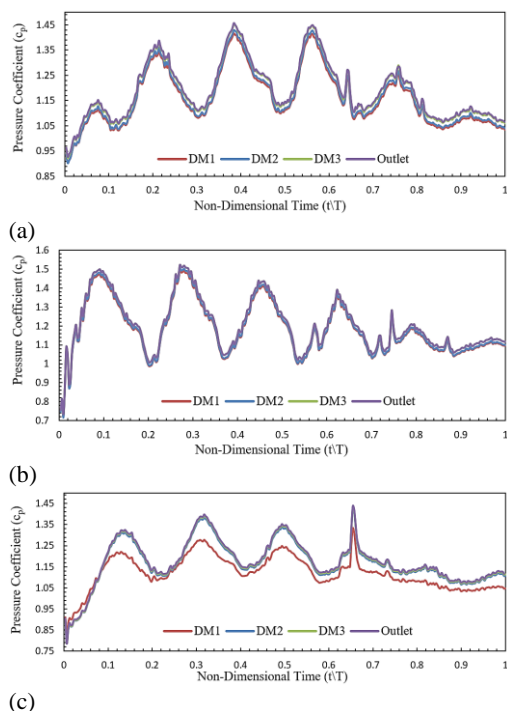 1.45
1.35
1.25
1.15
1.05
0.95
0.85
Pressure Coefficient (cp)
DM1 DM2 DM3 Outlet
0 0.1 0.2 0.3 0.4 0.5 0.6 0.7 0.8 0.9 1
Non-Dimensional Time (t\T)
(a)
1.6
1.5
1.4
1.3
1.2
1.1
1
0.9
0.8
0.7
Pressure Coefficient (cp)
DM1 DM2 DM3 Outlet
0 0.1 0.2 0.3 0.4 0.5 0.6 0.7 0.8 0.9 1
Non-Dimensional Time (t\T)
(b)
1.45
1.35
1.25
1.15
1.05
0.95
0.85
0.75
Pressure Coefficient (cp)
DM1 DM2 DM3 Outlet
0 0.1 0.2 0.3 0.4 0.5 0.6 0.7 0.8 0.9 1
Non-Dimensional Time (t\T)
(c)